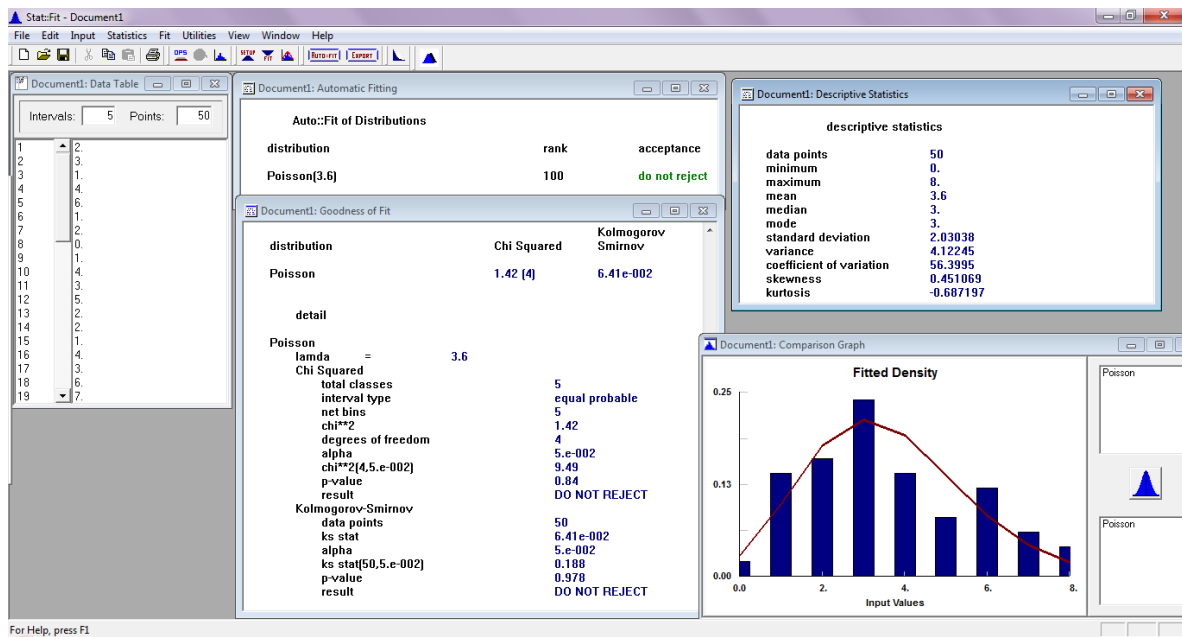 Stat::Fit - Document1
File Edit Input Statistics Fit Utilities View Window Help
OPS SETUP FIT AUTO-FIT EXPORT
Document1: Data Table
Intervals: 5 Points: 50
1 2.
2 3.
3 1.
4 4.
5 6.
6 1.
7 2.
8 0.
9 1.
10 4.
11 3.
12 5.
13 2.
14 2.
15 1.
16 4.
17 3.
18 6.
19 7.
Document1: Automatic Fitting
Auto::Fit of Distributions
distribution rank acceptance
Poisson(3.6) 100 do not reject
Document1: Goodness of Fit
Kolmogorov
distribution Chi Squared Smirnov
Poisson 1.42 (4) 6.41e-002
detail
Poisson
lamda = 3.6
Chi Squared
total classes 5
interval type equal probable
net bins 5
chi**2 1.42
degrees of freedom 4
alpha 5.e-002
chi**2(4,5.e-002) 9.49
p-value 0.84
result DO NOT REJECT
Kolmogorov-Smirnov
data points 50
ks stat 6.41e-002
alpha 5.e-002
ks stat(50,5.e-002) 0.188
p-value 0.978
result DO NOT REJECT
Document1: Descriptive Statistics
descriptive statistics
data points 50
minimum 0.
maximum 8.
mean 3.6
median 3.
mode 3.
standard deviation 2.03038
variance 4.12245
coefficient of variation 56.3995
skewness 0.451069
kurtosis -0.687197
Document1: Comparison Graph
Fitted Density
0.25
0.13
0.00
0.0 2. 4. 6. 8.
Input Values
Poisson
Poisson
For Help, press F1